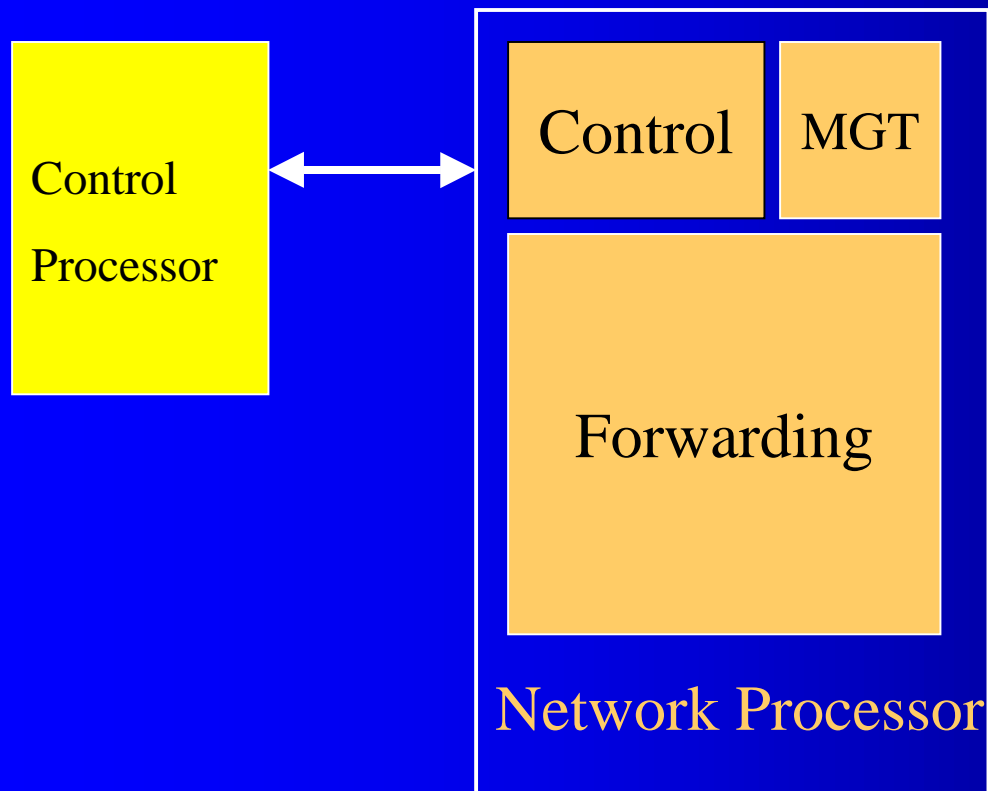 Control
Processor
Control
MGT
Forwarding
Network Processor